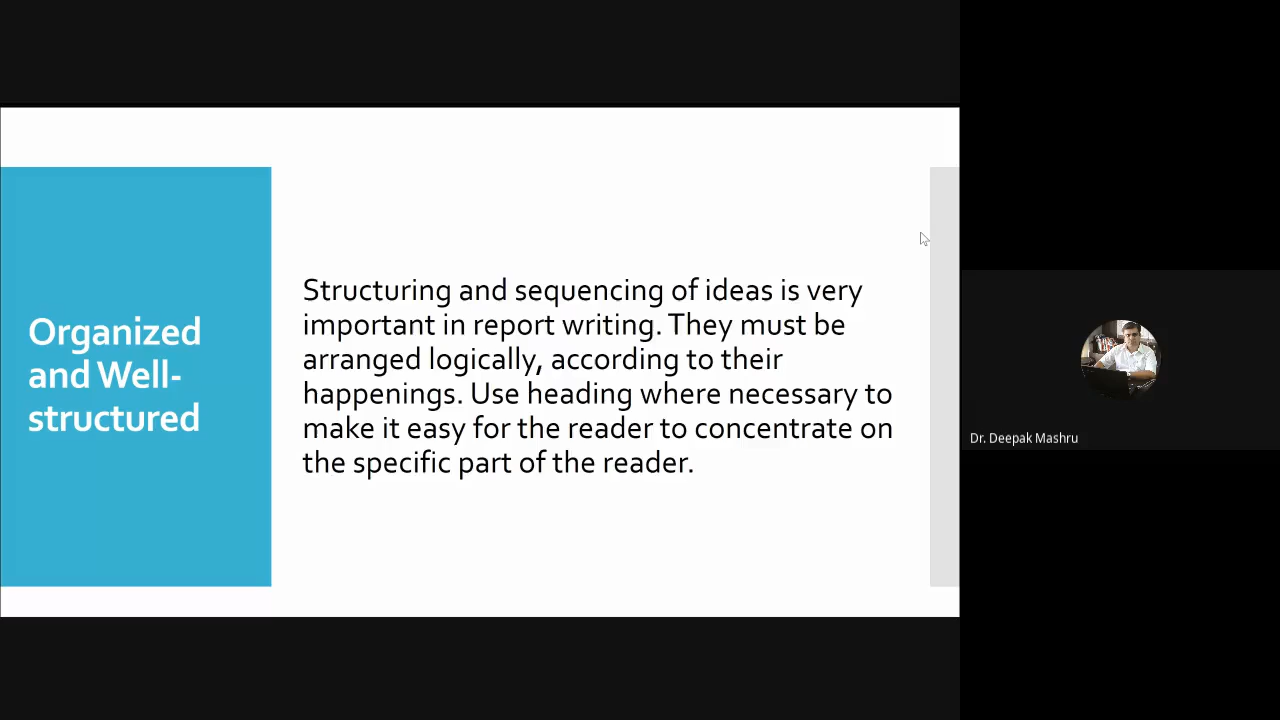 Organized
and Well-
structured
Structuring and sequencing of ideas is very
important in report writing. They must be
arranged logically, according to their
happenings. Use heading where necessary to
make it easy for the reader to concentrate on
the specific part of the reader.
Dr. Deepak Mashru